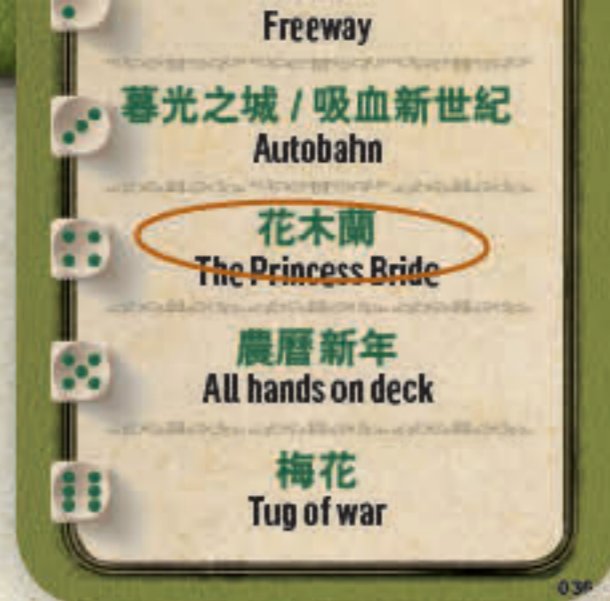 Freeway
暮光之城 / 吸血新世紀
Autobahn
花木蘭
The Princess Bride
農曆新年
All hands on deck
梅花
Tug of war
036